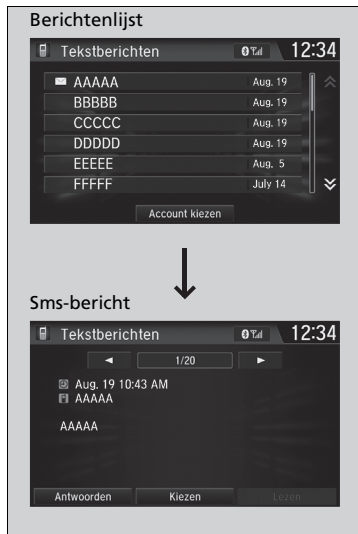 Berichtenlijst
Tekstberichten 12:34
AAAAA Aug. 19
BBBBB Aug. 19
CCCCC Aug. 19
DDDDD Aug. 19
EEEEE Aug. 5
FFFFF July 14
Account kiezen
Sms-bericht
Tekstberichten 12:34
1/20
Aug. 19 10:43 AM
AAAAA
AAAAA
Antwoorden Kiezen Lezen